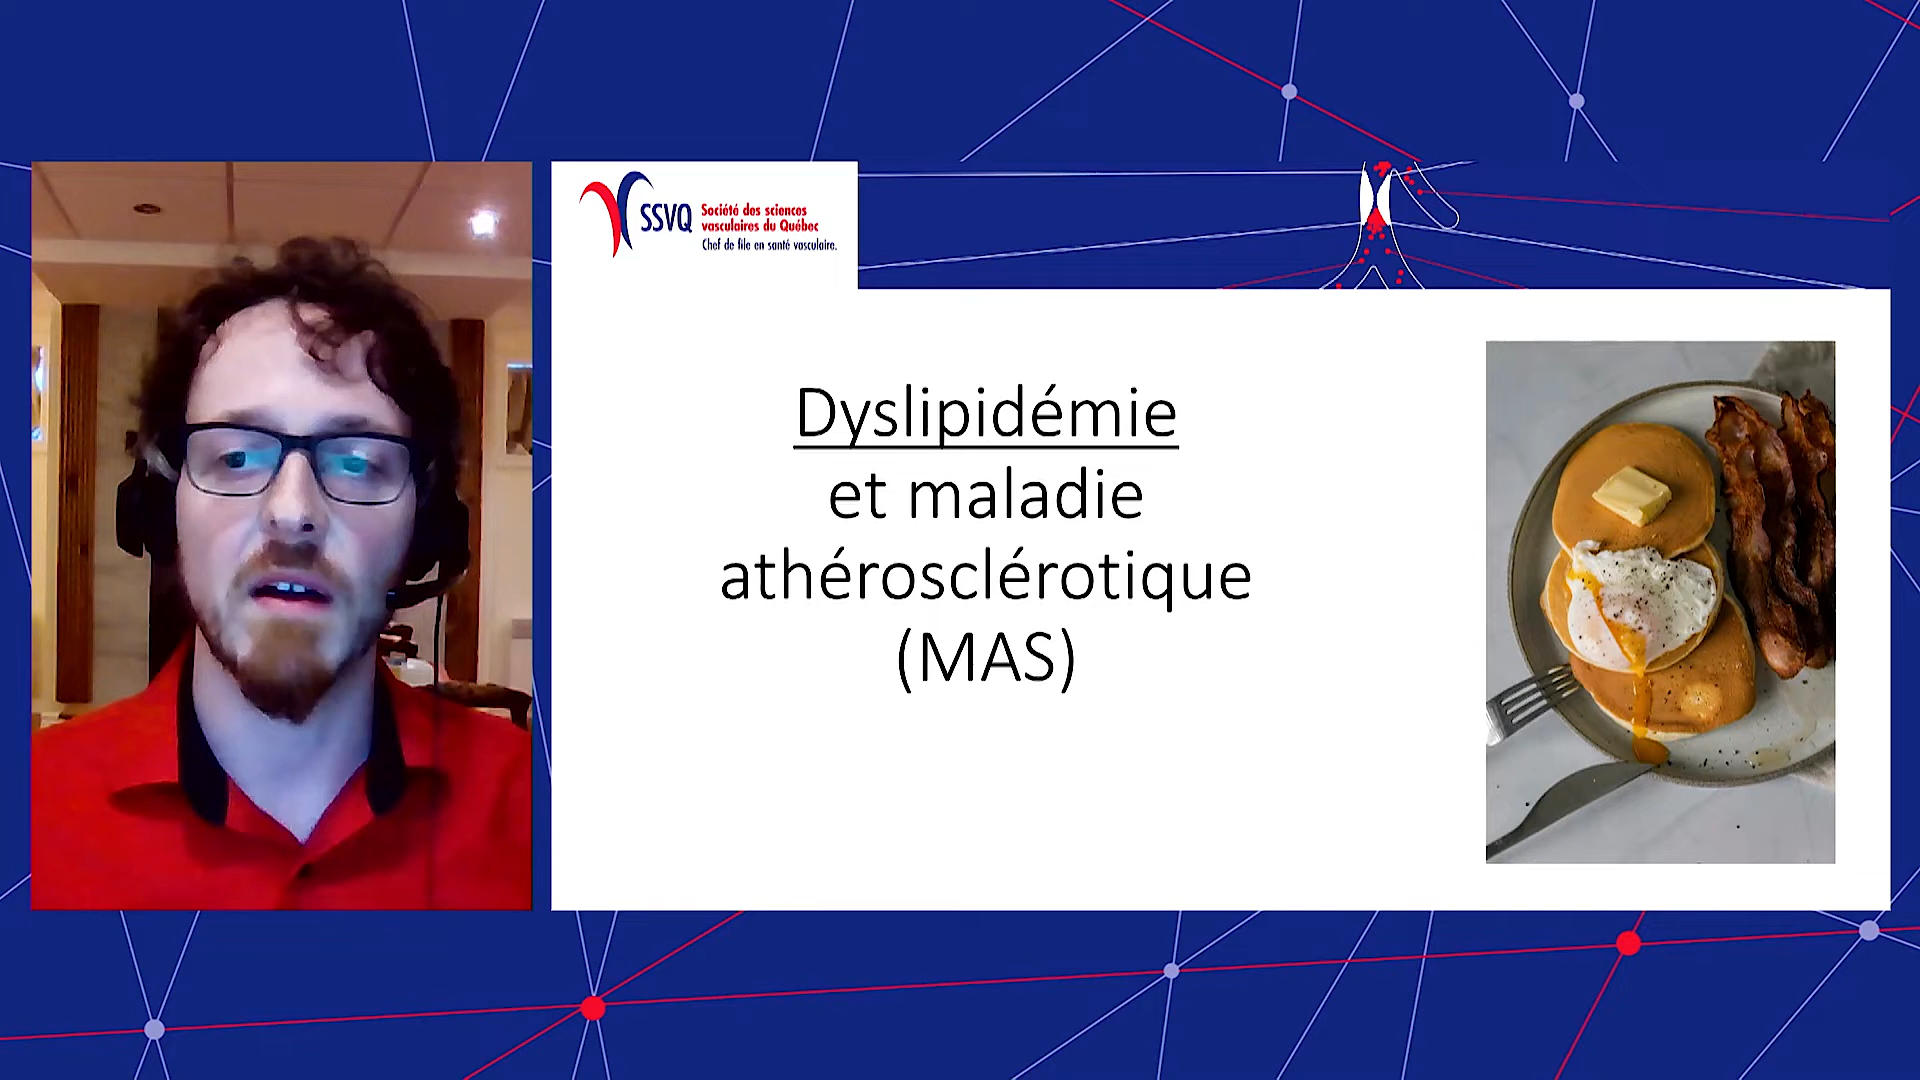 SSVQ
Société des sciences
vasculaires du Québec
Chef de file en santé vasculaire.
Dyslipidémie
et maladie
athérosclérotique
(MAS)